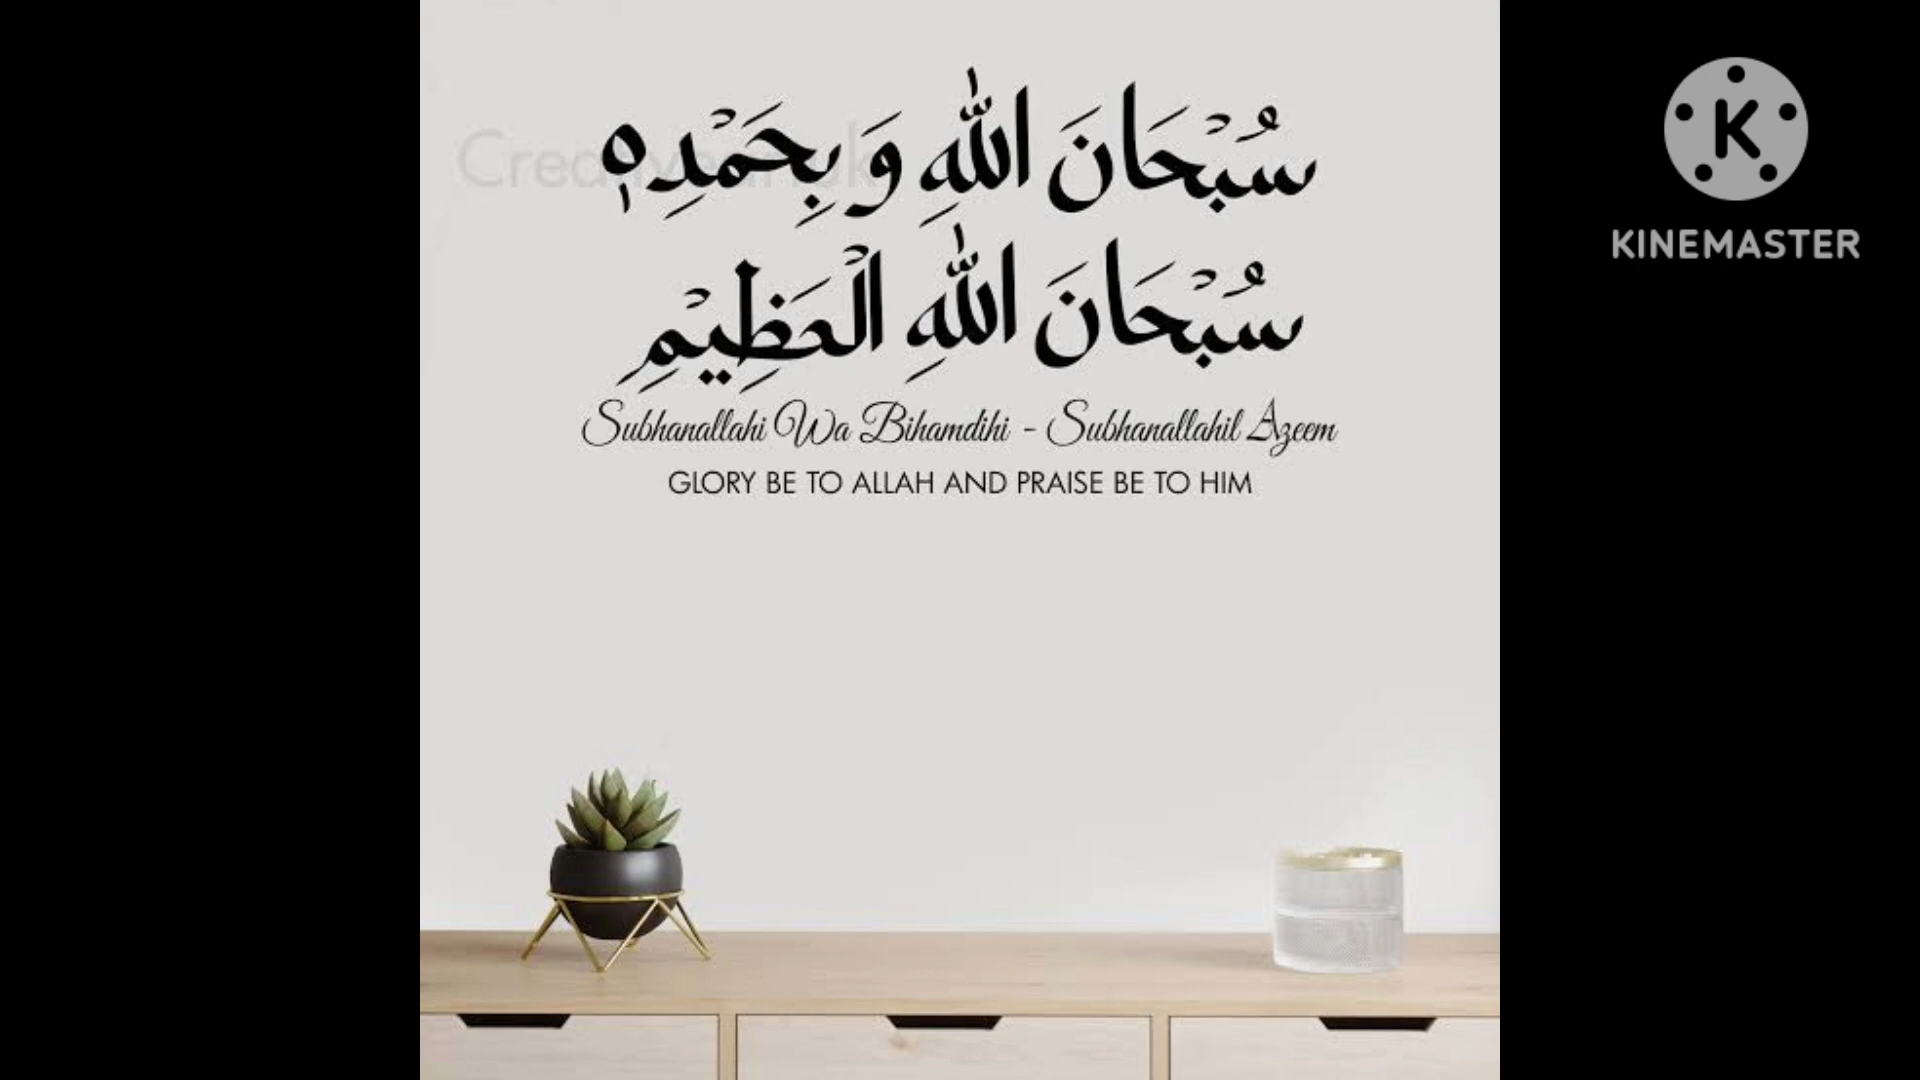 سُبْحَانَ اللهِ وَ بِحَمْدِهٖ
سُبْحَانَ اللهِ الْعَظِيْمِ
Subhanallahi Wa Bihamdihi - Subhanallahil Azeem
GLORY BE TO ALLAH AND PRAISE BE TO HIM
K
KINEMASTER